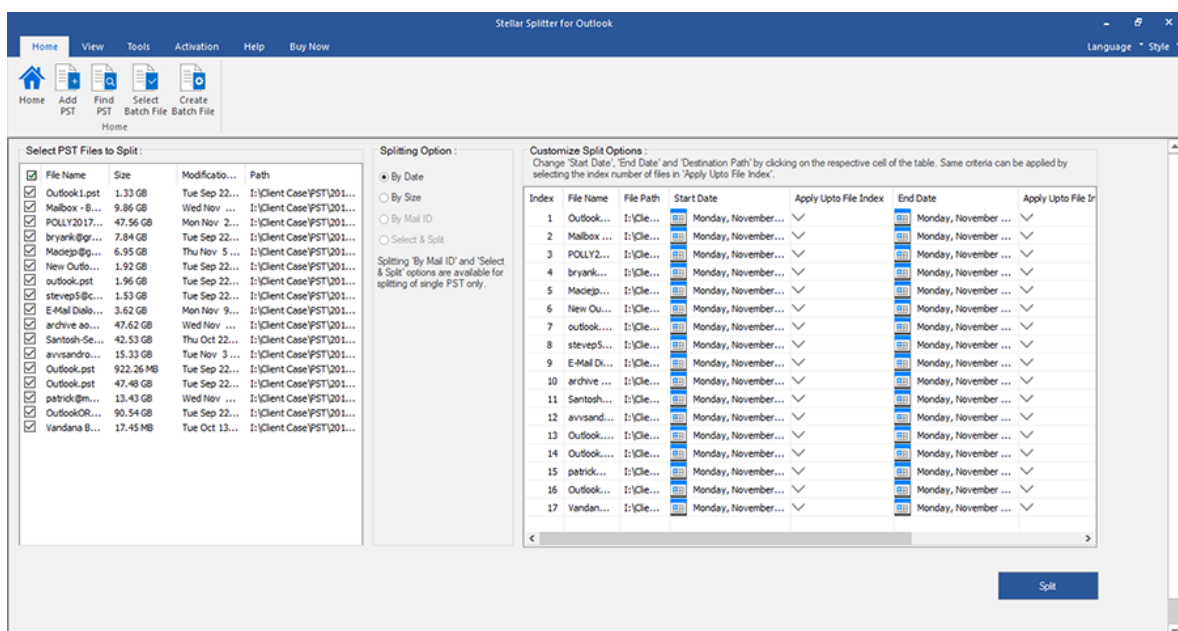 Stellar Splitter for Outlook
Home View Tools Activation Help Buy Now Language Style
Home Add PST Find PST Select Batch File Create Batch File
Home
Select PST Files to Split :
File Name Size Modificatio... Path
Outlook1.pst 1.33 GB Tue Sep 22... I:\Client Case\PST\201...
Mailbox - B... 9.86 GB Wed Nov ... I:\Client Case\PST\201...
POLLY2017... 47.56 GB Mon Nov 2... I:\Client Case\PST\201...
bryank@gr... 7.84 GB Tue Sep 22... I:\Client Case\PST\201...
Maciejp@g... 6.95 GB Thu Nov 5 ... I:\Client Case\PST\201...
New Outlo... 1.92 GB Tue Sep 22... I:\Client Case\PST\201...
outlook.pst 1.96 GB Tue Sep 22... I:\Client Case\PST\201...
stevep5@c... 1.53 GB Tue Sep 22... I:\Client Case\PST\201...
E-Mail Dialo... 3.62 GB Mon Nov 9... I:\Client Case\PST\201...
archive ao... 47.62 GB Wed Nov ... I:\Client Case\PST\201...
Santosh-Se... 42.53 GB Thu Oct 22... I:\Client Case\PST\201...
avvsandro... 15.33 GB Tue Nov 3 ... I:\Client Case\PST\201...
Outlook.pst 922.26 MB Tue Sep 22... I:\Client Case\PST\201...
Outlook.pst 47.48 GB Tue Sep 22... I:\Client Case\PST\201...
patrick@m... 13.43 GB Wed Nov ... I:\Client Case\PST\201...
OutlookOR... 90.54 GB Tue Sep 22... I:\Client Case\PST\201...
Vandana B... 17.45 MB Tue Oct 13... I:\Client Case\PST\201...
Splitting Option :
By Date
By Size
By Mail ID
Select & Split
Splitting 'By Mail ID' and 'Select
& Split' options are available for
splitting of single PST only.
Customize Split Options :
Change 'Start Date', 'End Date' and 'Destination Path' by clicking on the respective cell of the table. Same criteria can be applied by
selecting the index number of files in 'Apply Upto File Index'.
Index File Name File Path Start Date Apply Upto File Index End Date Apply Upto File Ir
1 Outlook... I:\Clie... Monday, November... Monday, November ...
2 Mailbox ... I:\Clie... Monday, November... Monday, November ...
3 POLLY2... I:\Clie... Monday, November... Monday, November ...
4 bryank... I:\Clie... Monday, November... Monday, November ...
5 Maciejp... I:\Clie... Monday, November... Monday, November ...
6 New Ou... I:\Clie... Monday, November... Monday, November ...
7 outlook.... I:\Clie... Monday, November... Monday, November ...
8 stevep5... I:\Clie... Monday, November... Monday, November ...
9 E-Mail Di... I:\Clie... Monday, November... Monday, November ...
10 archive ... I:\Clie... Monday, November... Monday, November ...
11 Santosh... I:\Clie... Monday, November... Monday, November ...
12 avvsand... I:\Clie... Monday, November... Monday, November ...
13 Outlook.... I:\Clie... Monday, November... Monday, November ...
14 Outlook.... I:\Clie... Monday, November... Monday, November ...
15 patrick... I:\Clie... Monday, November... Monday, November ...
16 Outlook... I:\Clie... Monday, November... Monday, November ...
17 Vandan... I:\Clie... Monday, November... Monday, November ...
Split